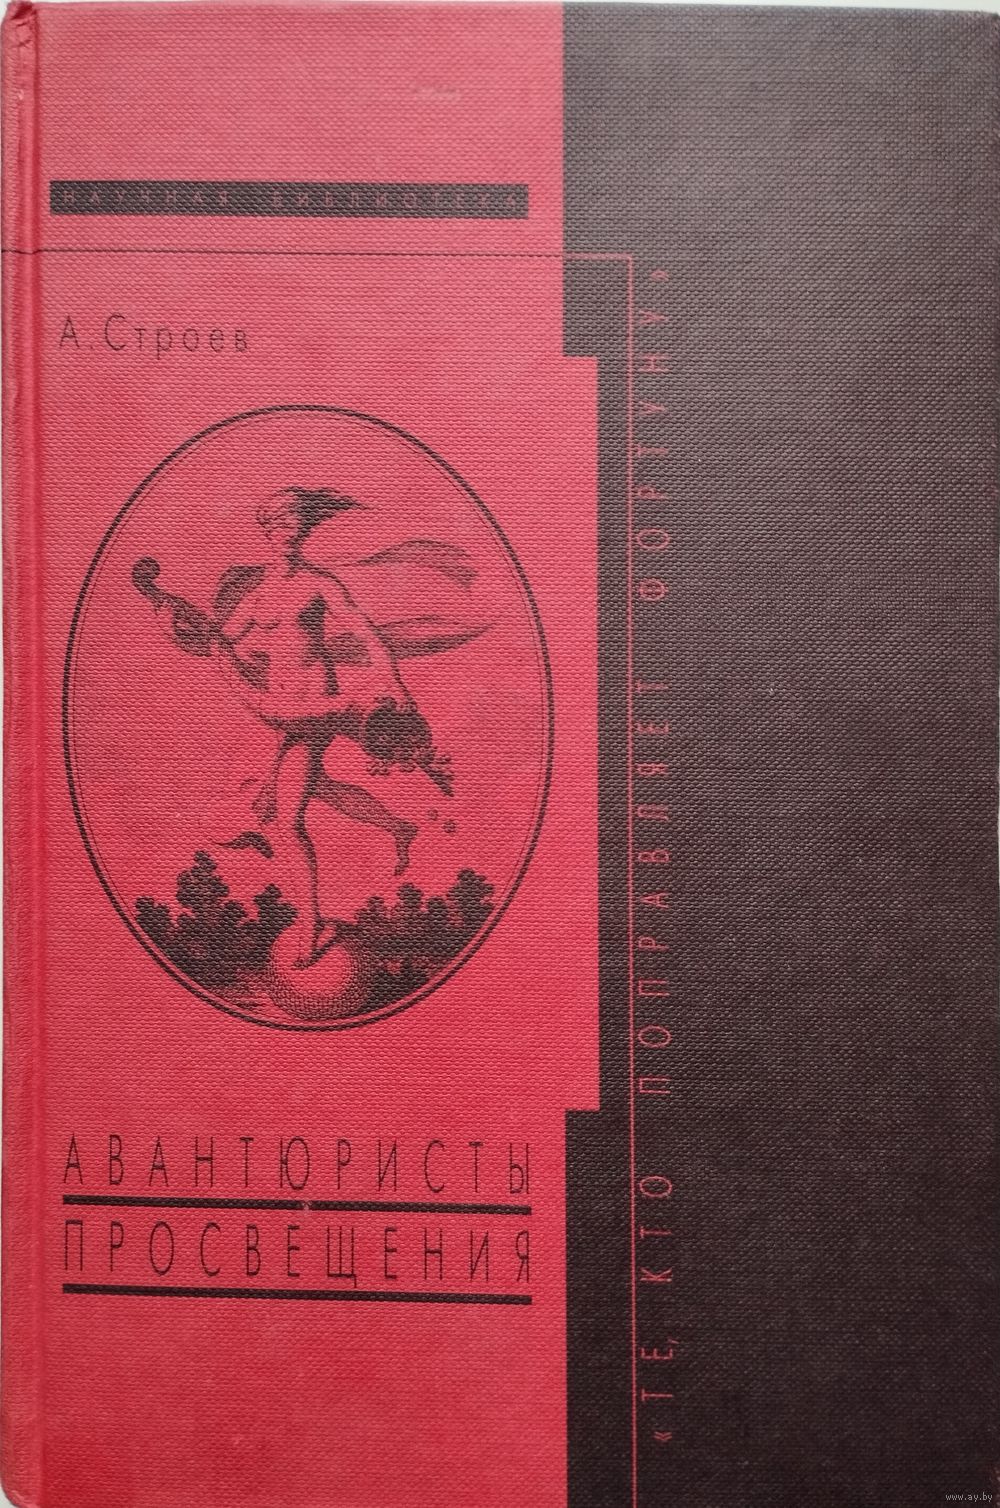 НАУЧНАЯ БИБЛИОТЕКА
А. Строев
АВАНТЮРИСТЫ
ПРОСВЕЩЕНИЯ
«ТЕ, КТО ПОПРАВЛЯЕТ ФОРТУНУ»
www.ay.by